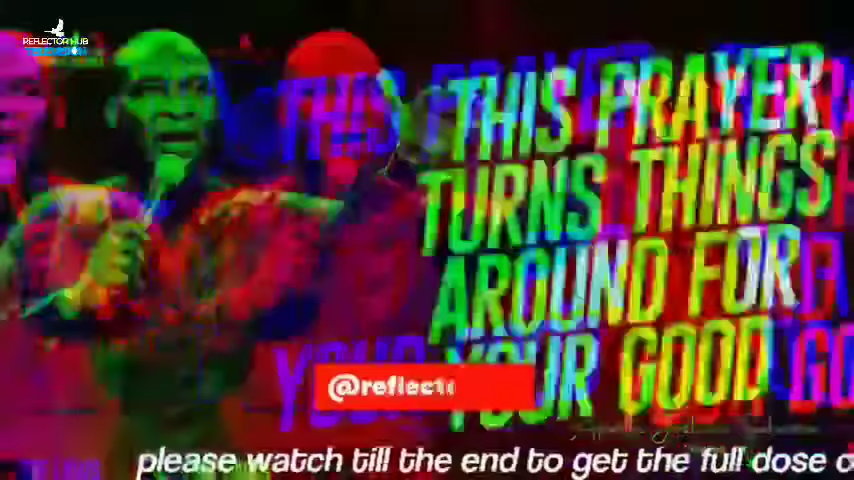 REFLECTOR HUB
TELEVISION
THIS PRAYER
TURNS THINGS
AROUND FOR
YOUR GOOD
@reflect
please watch till the end to get the full dose o